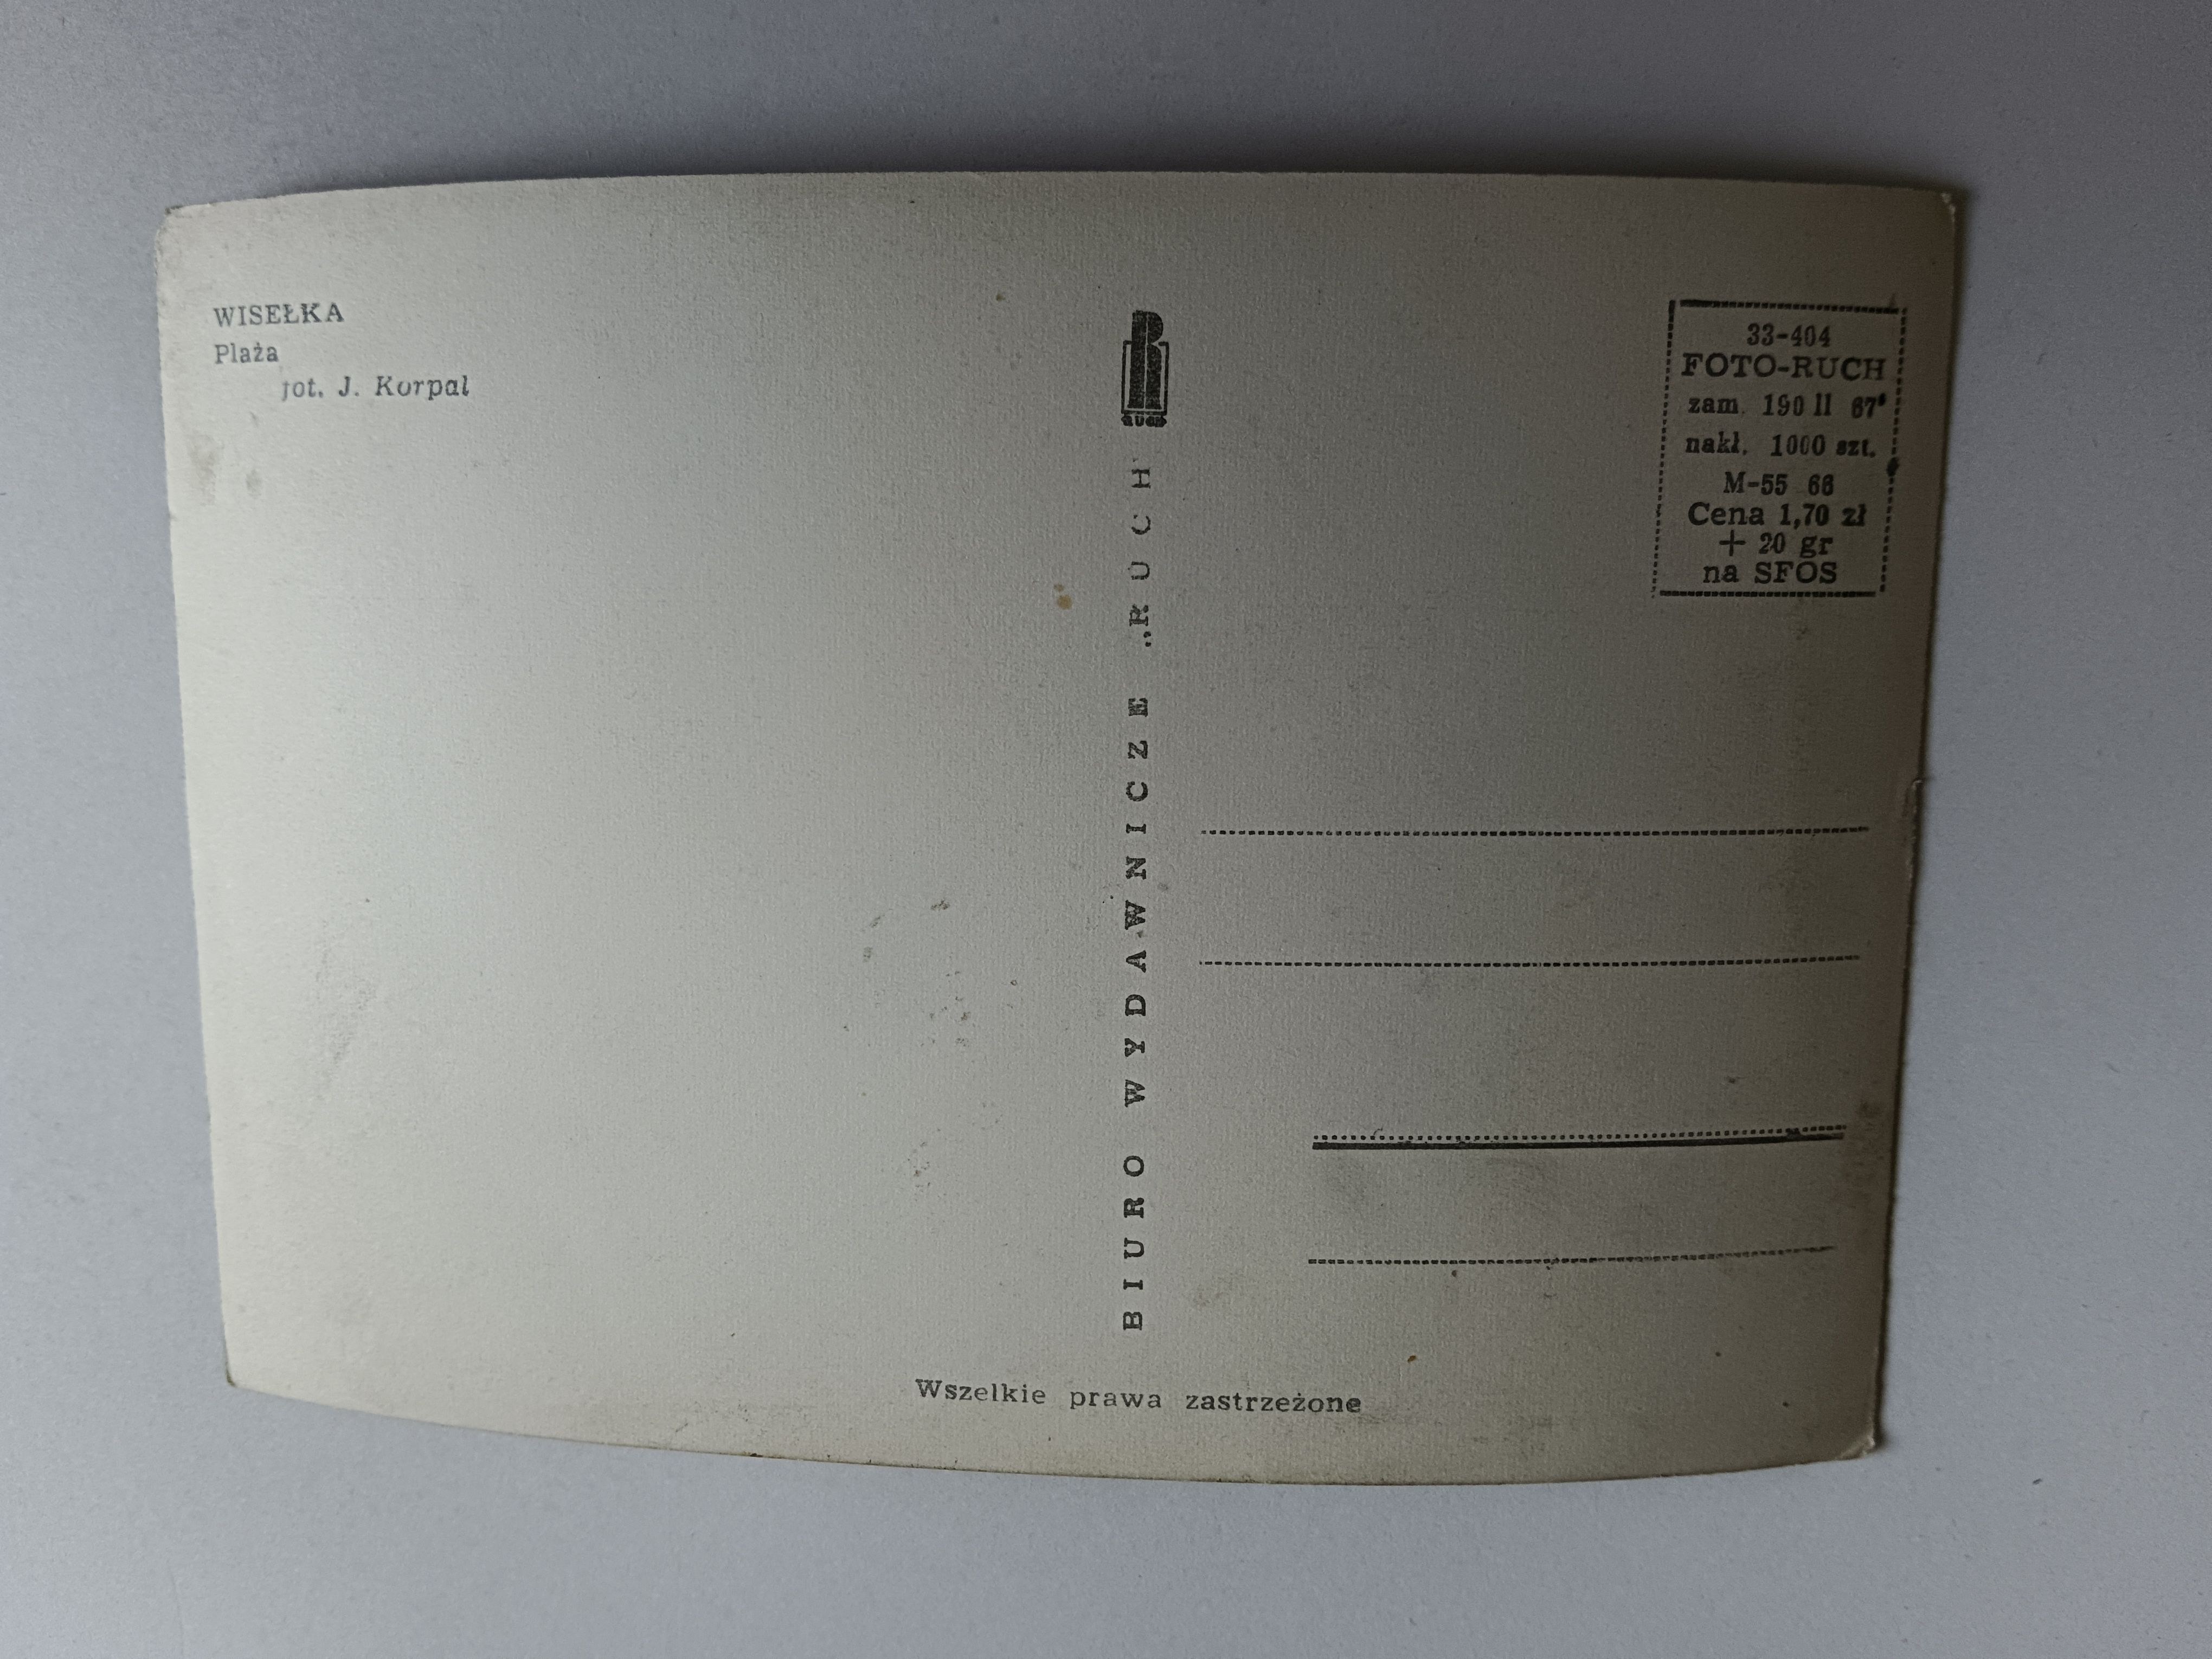 WISEŁKA
Plaża
fot. J. Korpal
RUCH
BIURO WYDAWNICZE „RUCH
33-404
FOTO-RUCH
zam. 190 II 67
nakł. 1000 szt.
M-55 66
Cena 1,70 zł
+ 20 gr
na SFOS
Wszelkie prawa zastrzeżone